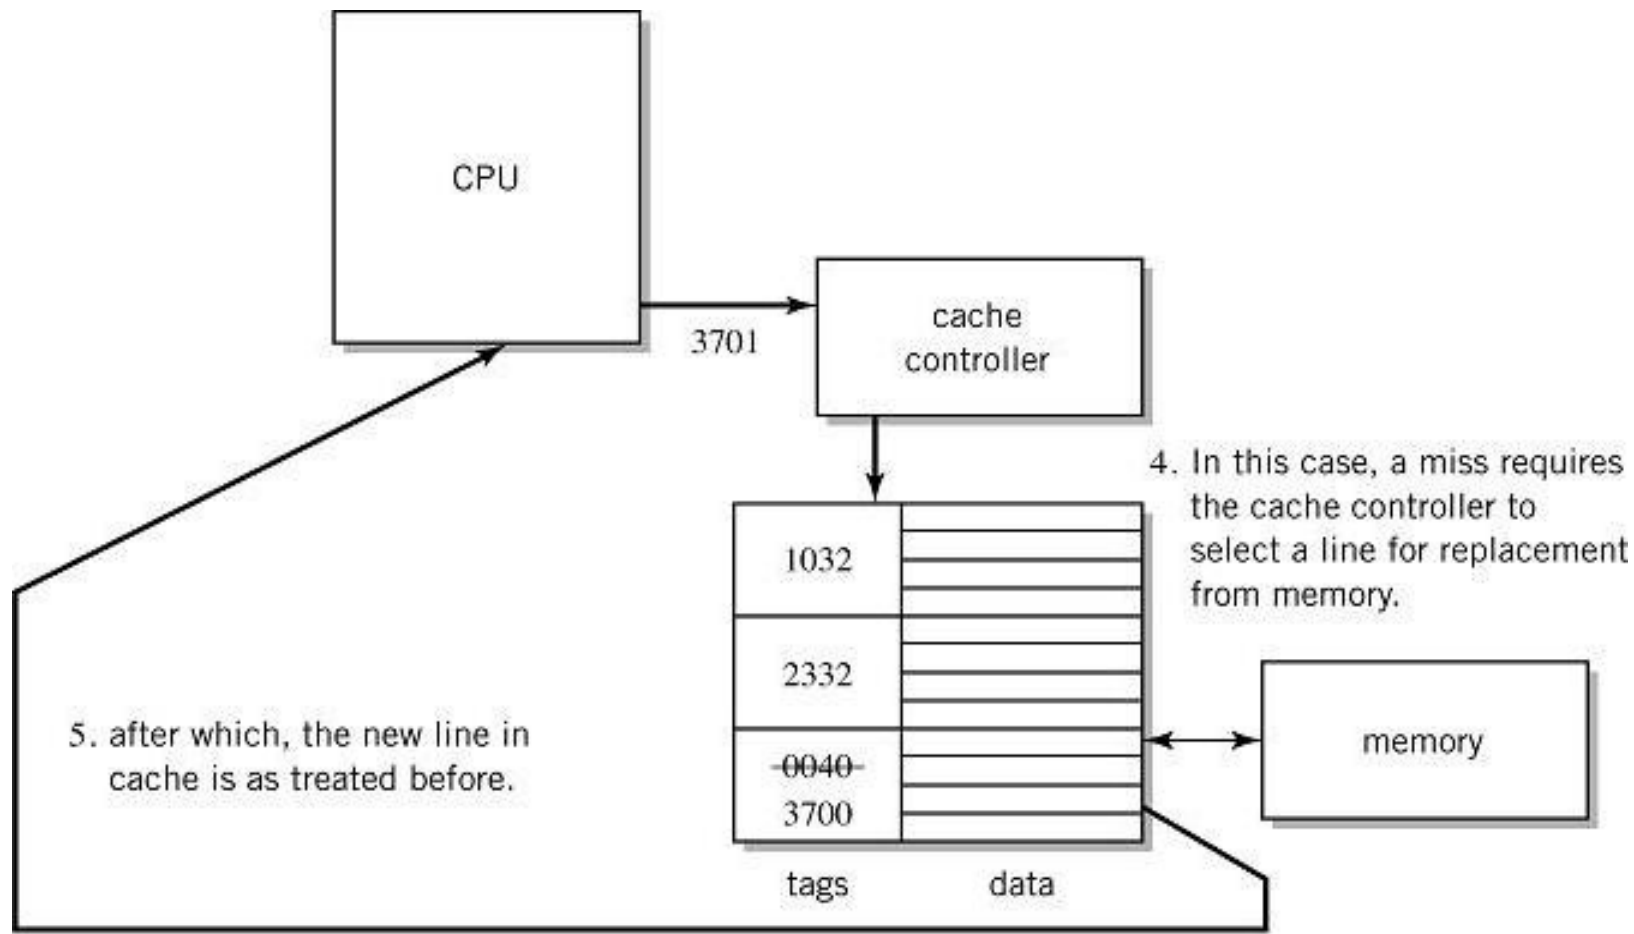 CPU
3701
cache
controller
4. In this case, a miss requires
the cache controller to
select a line for replacement
from memory.
1032
2332
0040
3700
tags
data
memory
5. after which, the new line in
cache is as treated before.